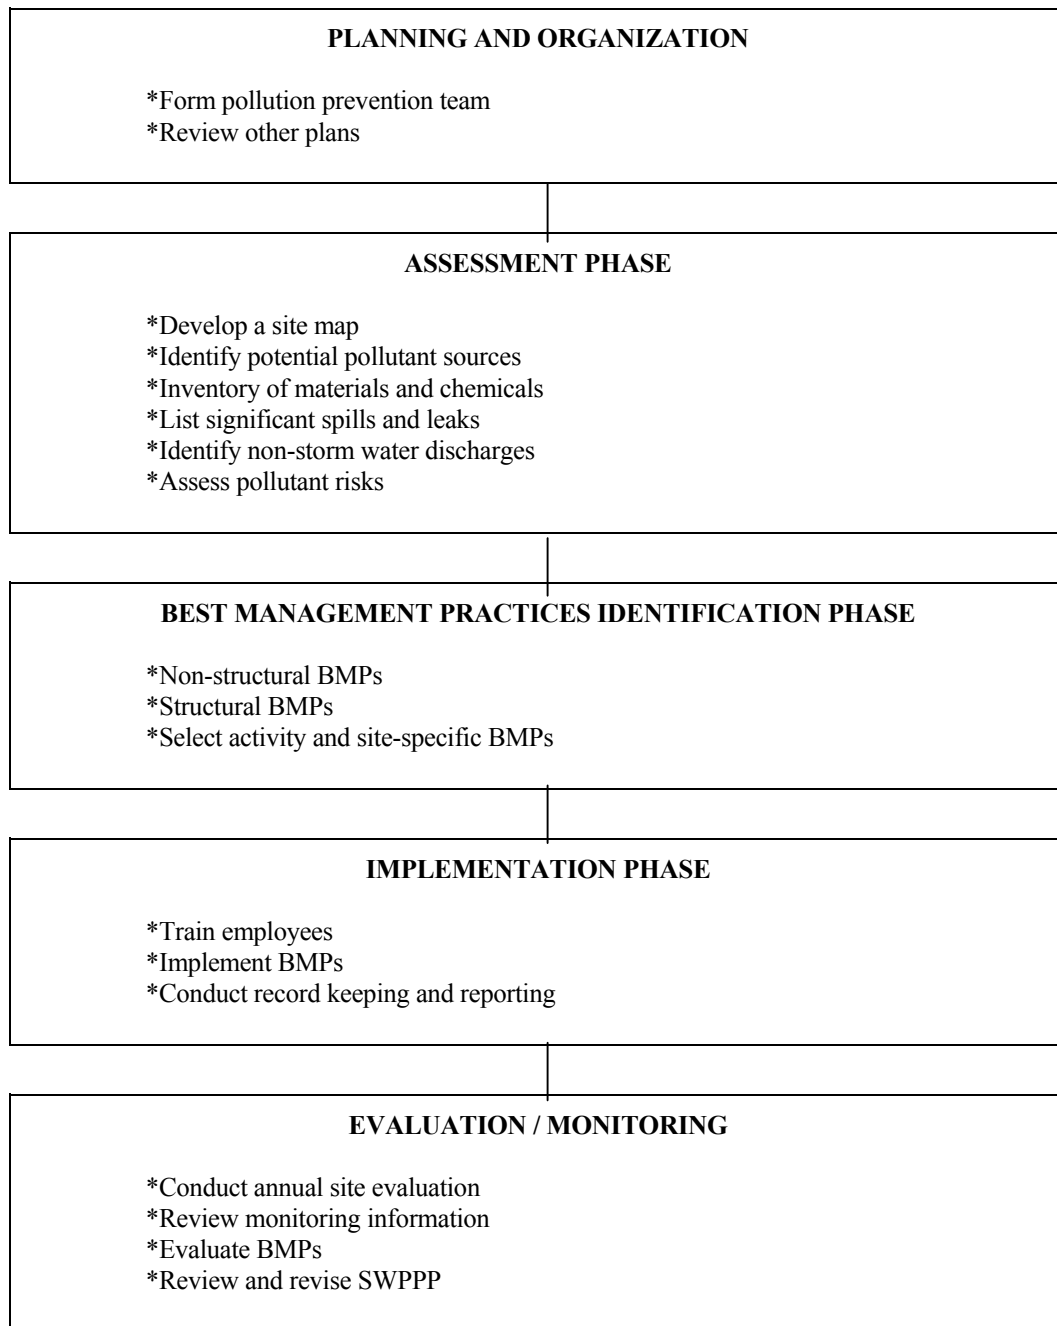 PLANNING AND ORGANIZATION
*Form pollution prevention team
*Review other plans
ASSESSMENT PHASE
*Develop a site map
*Identify potential pollutant sources
*Inventory of materials and chemicals
*List significant spills and leaks
*Identify non-storm water discharges
*Assess pollutant risks
BEST MANAGEMENT PRACTICES IDENTIFICATION PHASE
*Non-structural BMPs
*Structural BMPs
*Select activity and site-specific BMPs
IMPLEMENTATION PHASE
*Train employees
*Implement BMPs
*Conduct record keeping and reporting
EVALUATION / MONITORING
*Conduct annual site evaluation
*Review monitoring information
*Evaluate BMPs
*Review and revise SWPPP